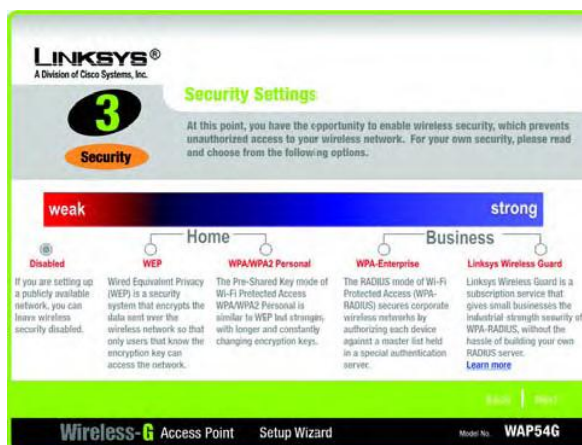 LINKSYS®
A Division of Cisco Systems, Inc.
3
Security
Security Settings
At this point, you have the opportunity to enable wireless security, which prevents
unauthorized access to your wireless network. For your own security, please read
and choose from the following options.
weak
strong
Home
Business
Disabled
If you are setting up
a publicly available
network, you can
leave wireless
security disabled.
WEP
Wired Equivalent Privacy
(WEP) is a security
system that encrypts the
data sent over the
wireless network so that
only users that know the
encryption key can
access the network.
WPA/WPA2 Personal
The Pre-Shared Key mode of
Wi-Fi Protected Access
WPA/WPA2 Personal is
similar to WEP but stronger,
with longer and constantly
changing encryption keys.
WPA-Enterprise
The RADIUS mode of Wi-Fi
Protected Access (WPA-
RADIUS) secures corporate
wireless networks by
authorizing each device
against a master list held
in a special authentication
server.
Linksys Wireless Guard
Linksys Wireless Guard is a
subscription service that
gives small businesses the
industrial strength security of
WPA-RADIUS, without the
hassle of building your own
RADIUS server.
Learn more
Back
Next
Wireless-G Access Point Setup Wizard Model No. WAP54G